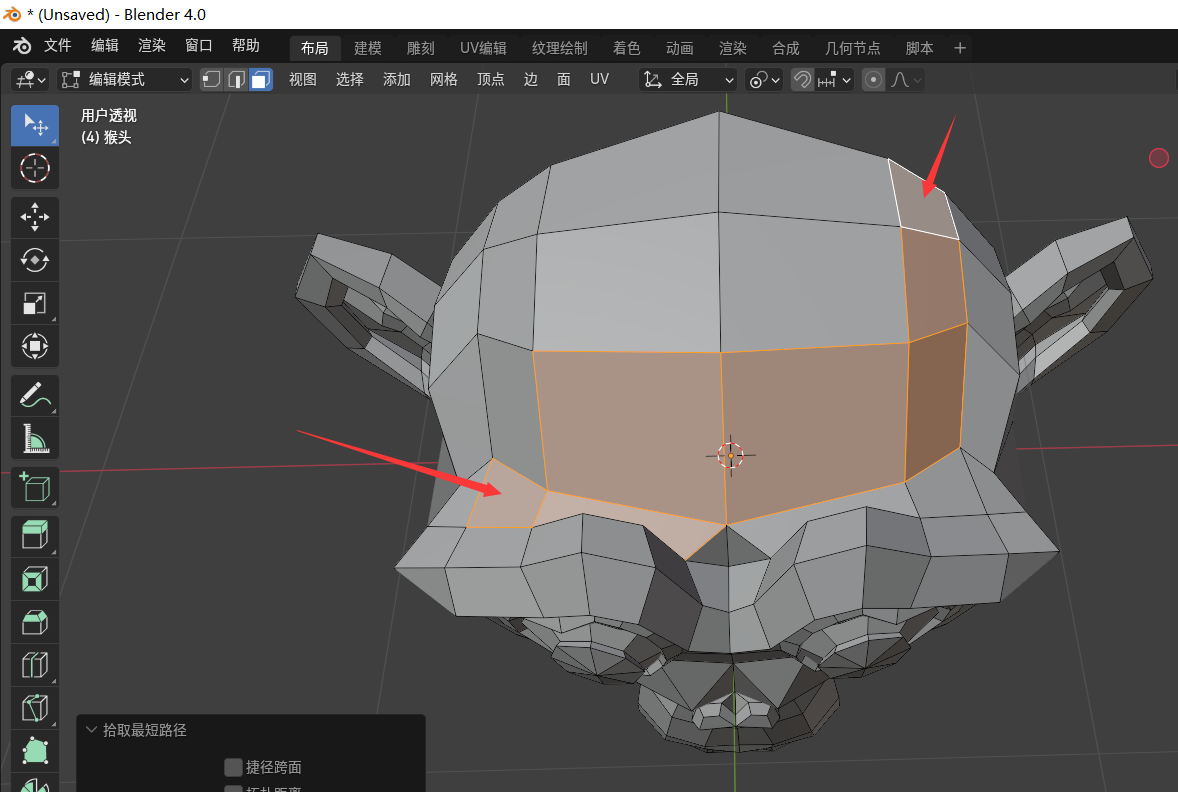 * (Unsaved) - Blender 4.0
文件 编辑 渲染 窗口 帮助 布局 建模 雕刻 UV编辑 纹理绘制 着色 动画 渲染 合成 几何节点 脚本 +
编辑模式 视图 选择 添加 网格 顶点 边 面 UV 全局
用户透视
(4) 猴头
拾取最短路径
捷径跨面
拓扑距离